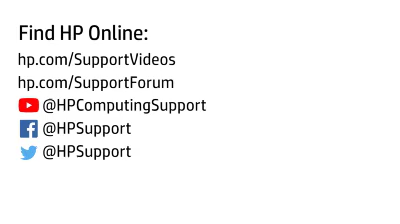 Find HP Online:
hp.com/SupportVideos
hp.com/SupportForum
@HPComputingSupport
@HPSupport
@HPSupport